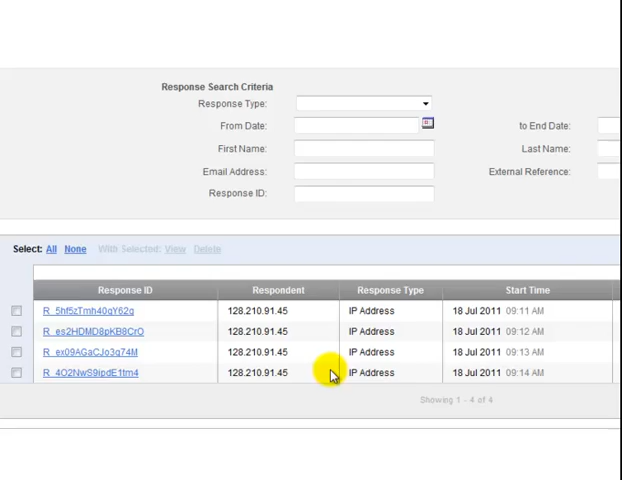 Response Search Criteria
Response Type:
From Date: to End Date:
First Name: Last Name:
Email Address: External Reference:
Response ID:
Select: All None With Selected: View Delete
Response ID Respondent Response Type Start Time
R_5hf5zTmh40qY62g 128.210.91.45 IP Address 18 Jul 2011 09:11 AM
R_es2HDMD8pKB8CrO 128.210.91.45 IP Address 18 Jul 2011 09:12 AM
R_ex09AGaCJo3q74M 128.210.91.45 IP Address 18 Jul 2011 09:13 AM
R_4O2NwS9ipdE1tm4 128.210.91.45 IP Address 18 Jul 2011 09:14 AM
Showing 1 - 4 of 4